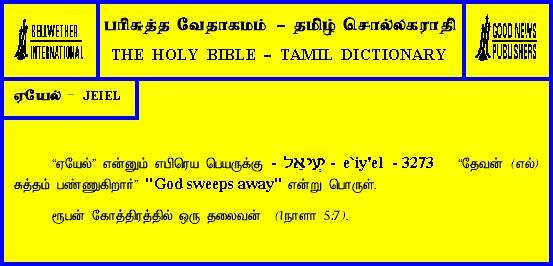 BELLWETHER
INTERNATIONAL
பரிசுத்த வேதாகமம் - தமிழ் சொல்லகராதி
THE HOLY BIBLE - TAMIL DICTIONARY
GOOD NEWS
PUBLISHERS
ஏயேல் - JEIEL
"ஏயேல்" என்னும் எபிரெய பெயருக்கு - יְעִיאֵל - e`iy'el - 3273 "தேவன் (எல்)
சுத்தம் பண்ணுகிறார்" "God sweeps away" என்று பொருள்.
ரூபன் கோத்திரத்தில் ஒரு தலைவன் (1நாளா 5:7).